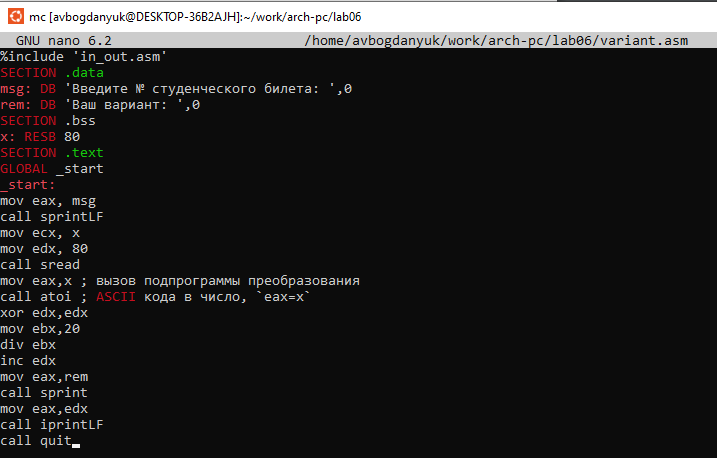 mc [avbogdanyuk@DESKTOP-36B2AJH]:~/work/arch-pc/lab06
GNU nano 6.2 /home/avbogdanyuk/work/arch-pc/lab06/variant.asm
%include 'in_out.asm'
SECTION .data
msg: DB 'Введите № студенческого билета: ',0
rem: DB 'Ваш вариант: ',0
SECTION .bss
x: RESB 80
SECTION .text
GLOBAL _start
_start:
mov eax, msg
call sprintLF
mov ecx, x
mov edx, 80
call sread
mov eax,x ; вызов подпрограммы преобразования
call atoi ; ASCII кода в число, `eax=x`
xor edx,edx
mov ebx,20
div ebx
inc edx
mov eax,rem
call sprint
mov eax,edx
call iprintLF
call quit